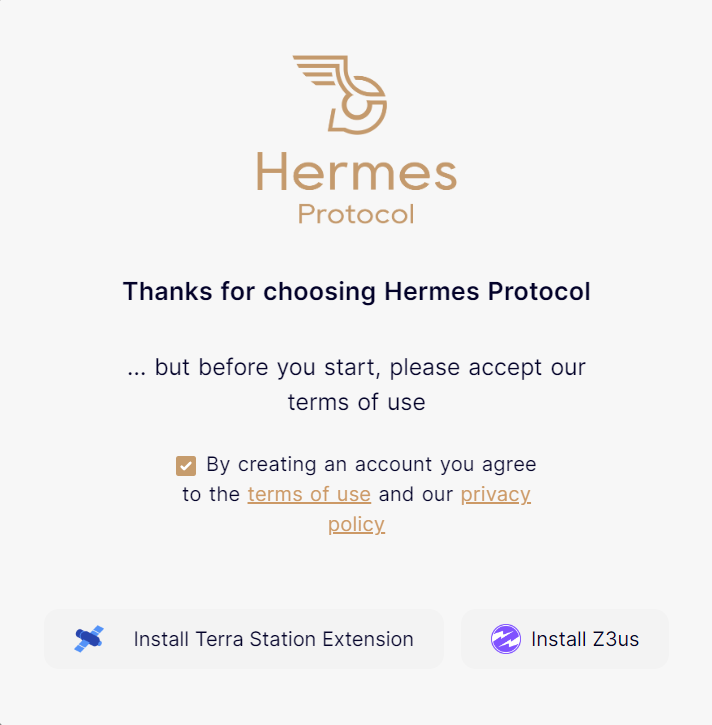 Hermes
Protocol
Thanks for choosing Hermes Protocol
... but before you start, please accept our
terms of use
By creating an account you agree
to the terms of use and our privacy
policy
Install Terra Station Extension
Install Z3us